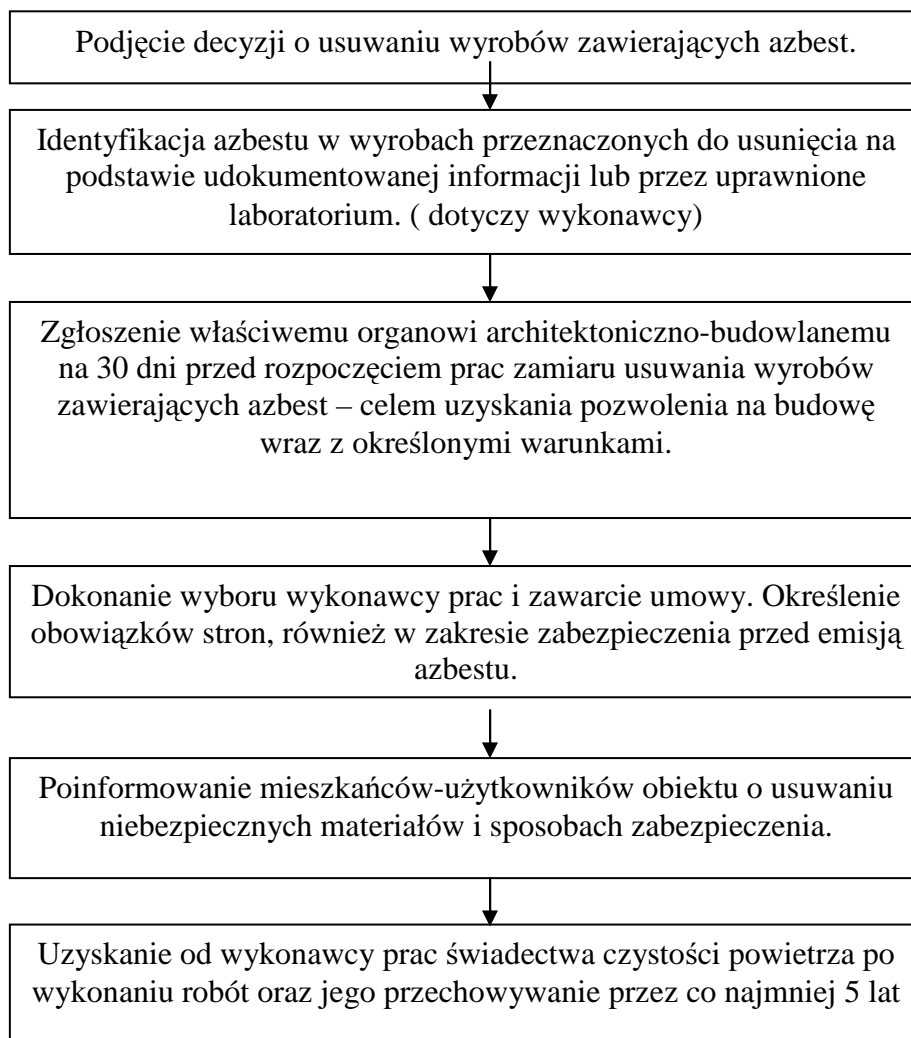 Podjęcie decyzji o usuwaniu wyrobów zawierających azbest.
Identyfikacja azbestu w wyrobach przeznaczonych do usunięcia na
podstawie udokumentowanej informacji lub przez uprawnione
laboratorium. ( dotyczy wykonawcy)
Zgłoszenie właściwemu organowi architektoniczno-budowlanemu
na 30 dni przed rozpoczęciem prac zamiaru usuwania wyrobów
zawierających azbest – celem uzyskania pozwolenia na budowę
wraz z określonymi warunkami.
Dokonanie wyboru wykonawcy prac i zawarcie umowy. Określenie
obowiązków stron, również w zakresie zabezpieczenia przed emisją
azbestu.
Poinformowanie mieszkańców-użytkowników obiektu o usuwaniu
niebezpiecznych materiałów i sposobach zabezpieczenia.
Uzyskanie od wykonawcy prac świadectwa czystości powietrza po
wykonaniu robót oraz jego przechowywanie przez co najmniej 5 lat